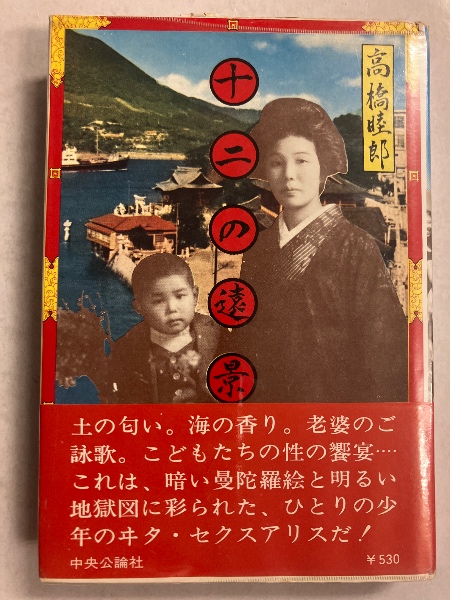 高橋睦郎
十二の遠景
土の匂い。海の香り。老婆のご
詠歌。こどもたちの性の饗宴‥‥
これは、暗い曼陀羅絵と明るい
地獄図に彩られた、ひとりの少
年のヰタ・セクスアリスだ!
中央公論社
¥530